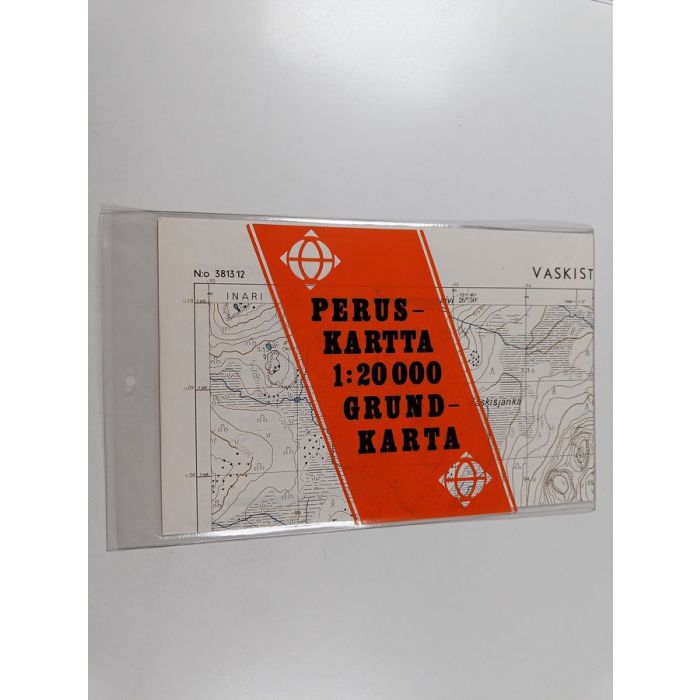 N:o 3813 12
VASKIST
INARI
PERUS-
KARTTA
1:20 000
GRUND-
KARTA